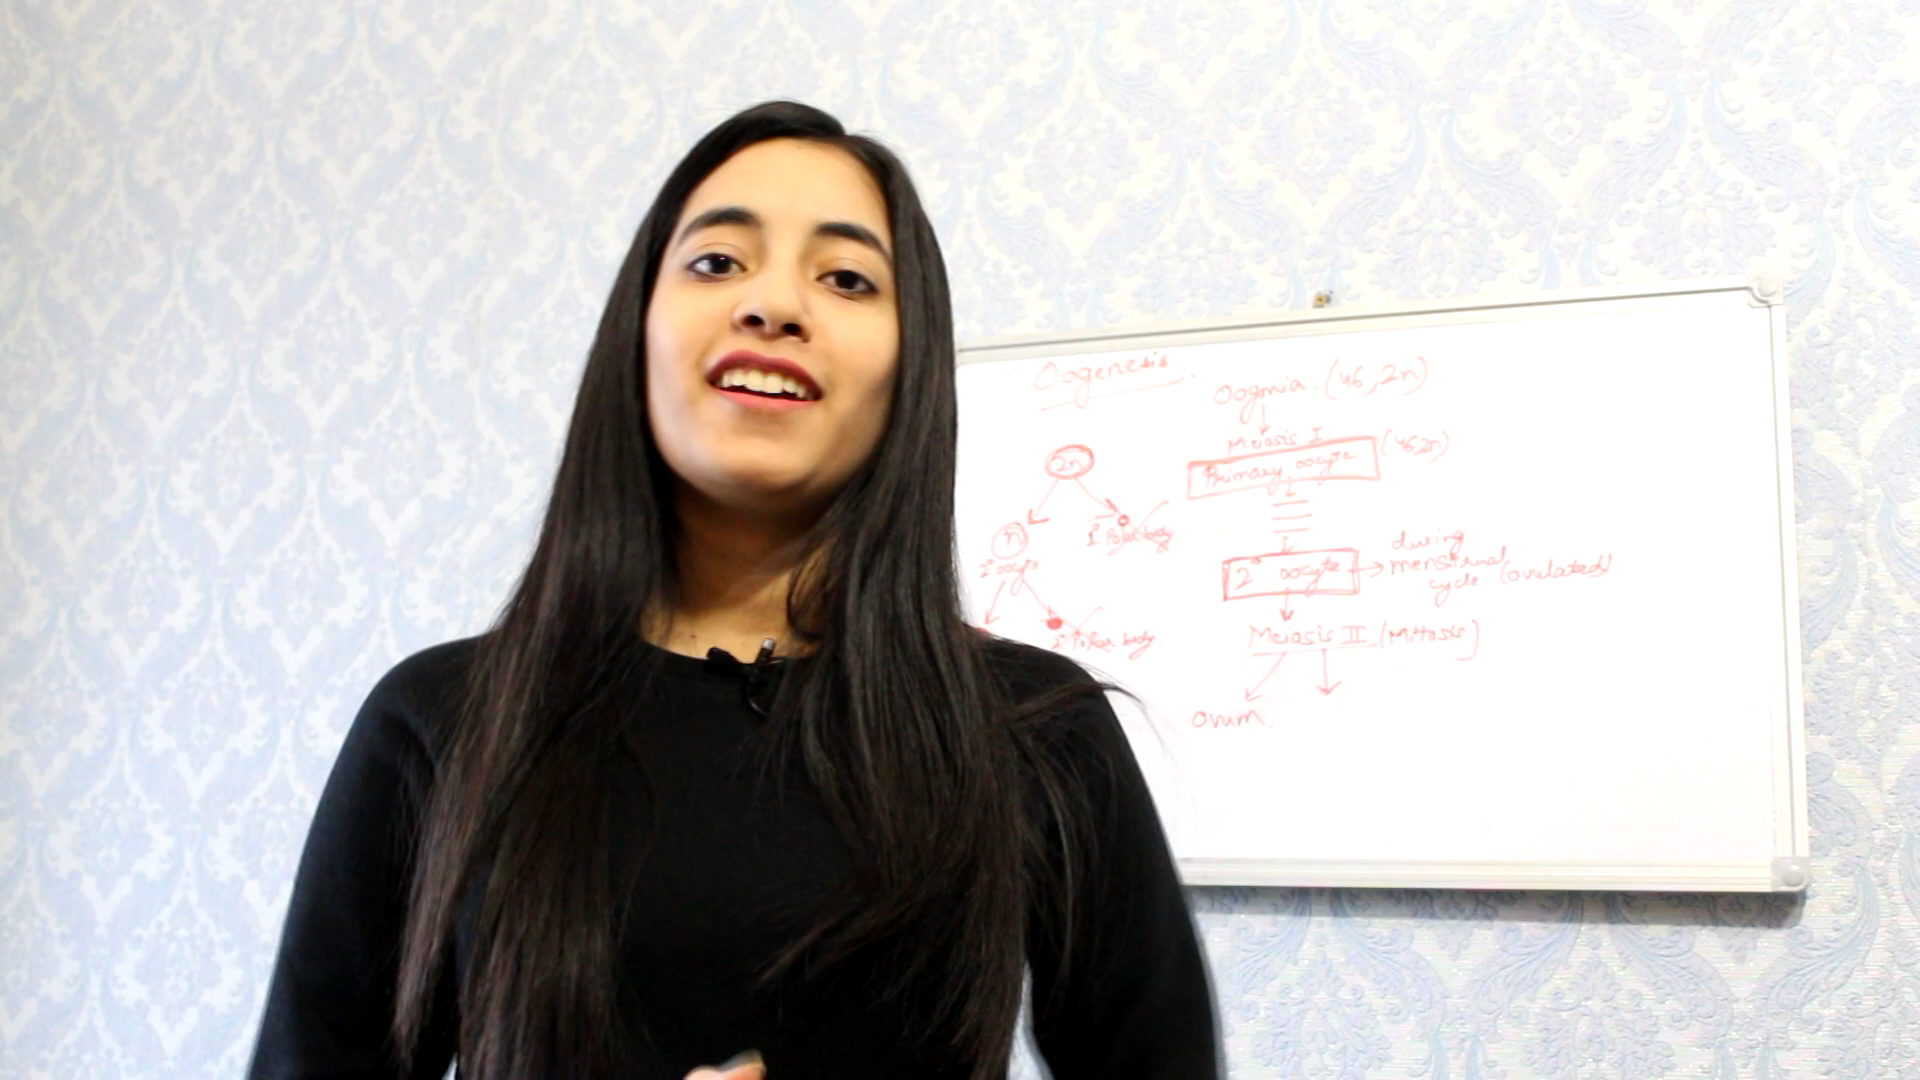 Oogenesis
Oogonia (46, 2n)
Meiosis I
Primary oocyte (46, 2n)
2° oocyte → during menstrual cycle (ovulated)
Meiosis II (Mitosis)
ovum
2n
n
1° Polar body
2° oocyte
2° Polar body